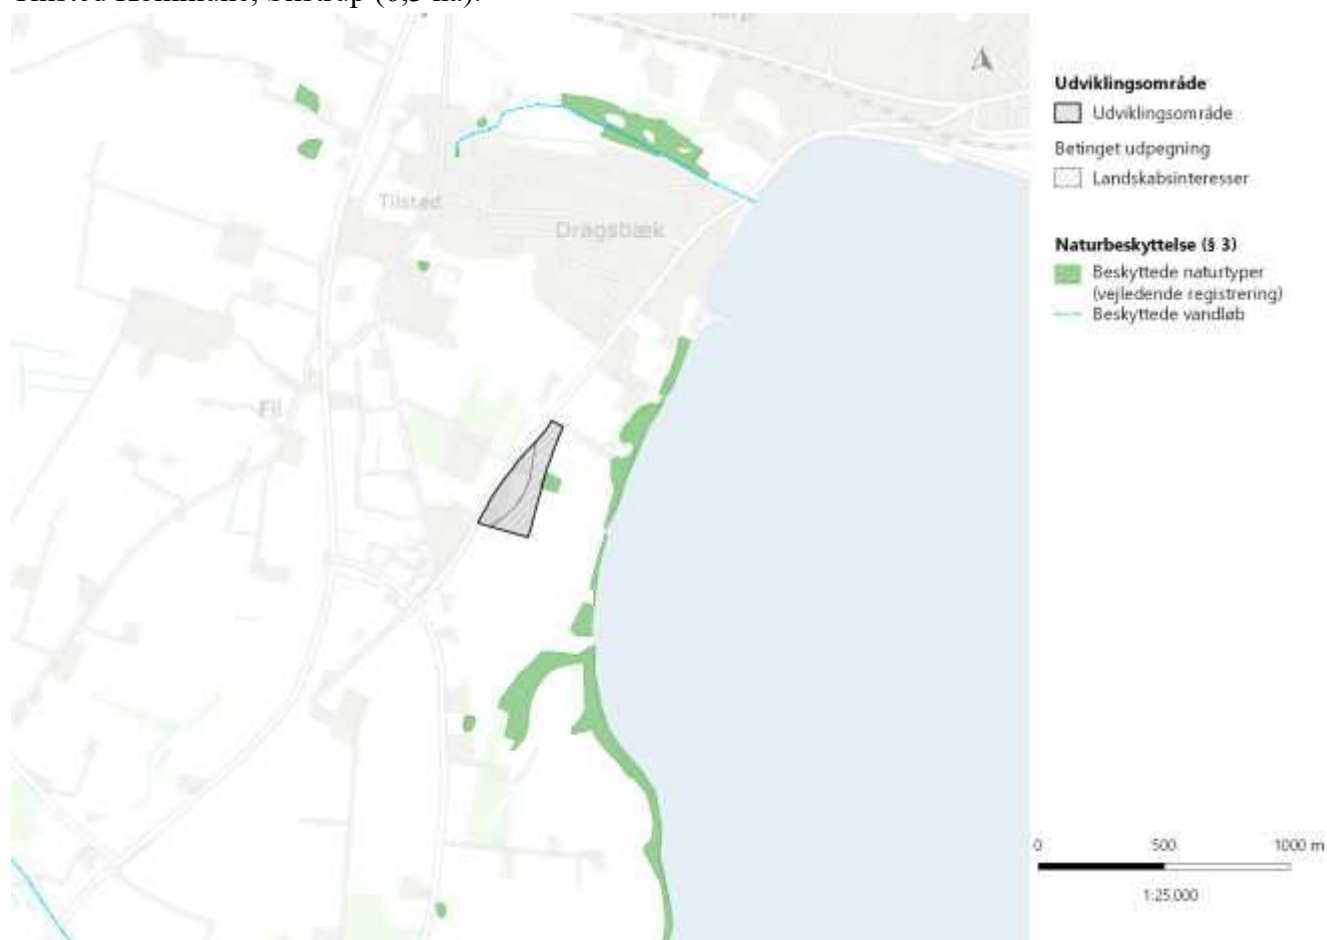 Udviklingsområde
Udviklingsområde
Betinget udpegning
Landskabsinteresser
Naturbeskyttelse (§ 3)
Beskyttede naturtyper
(vejledende registrering)
Beskyttede vandløb
Tilsted
Dragsbæk
Fil
0 500 1000 m
1:25.000